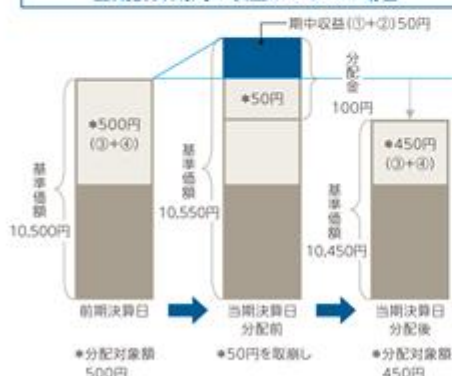 期中収益(①+②)50円
分配金
100円
*500円
(③+④)
*50円
*450円
(③+④)
基準価額
10,500円
基準価額
10,550円
基準価額
10,450円
前期決算日
当期決算日
分配前
当期決算日
分配後
*分配対象額
500円
*50円を取崩し
*分配対象額
450円